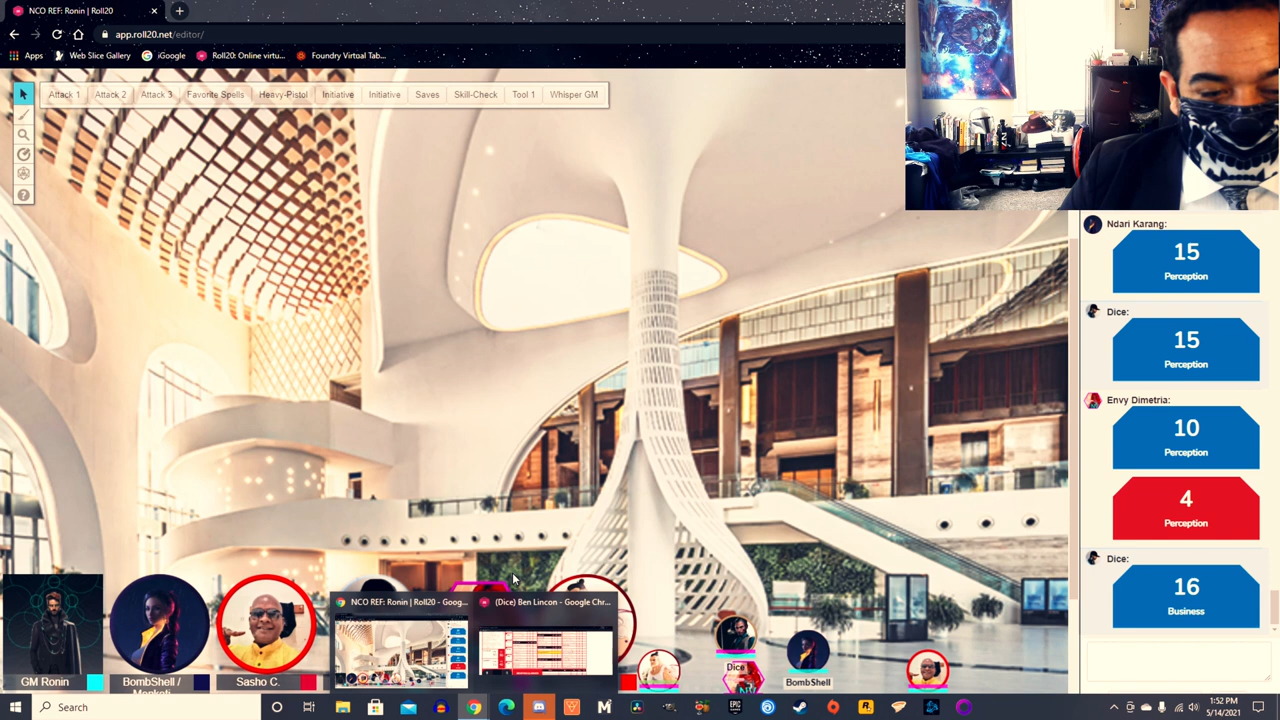 NCO REF: Ronin | Roll20
app.roll20.net/editor/
Apps
Web Slice Gallery
iGoogle
Roll20: Online virtu...
Foundry Virtual Tab...
Attack 1
Attack 2
Attack 3
Favorite Spells
Heavy-Pistol
Initiative
Initiative
Saves
Skill-Check
Tool 1
Whisper GM
Ndari Karang:
15
Perception
Dice:
15
Perception
Envy Dimetria:
10
Perception
4
Perception
Dice:
16
Business
NCO REF: Ronin | Roll20 - Goog...
(Dice) Ben Lincon - Google Chr...
GM Ronin
BombShell /
Sasho C.
Dice
BombShell
Search
1:52 PM
5/14/2021